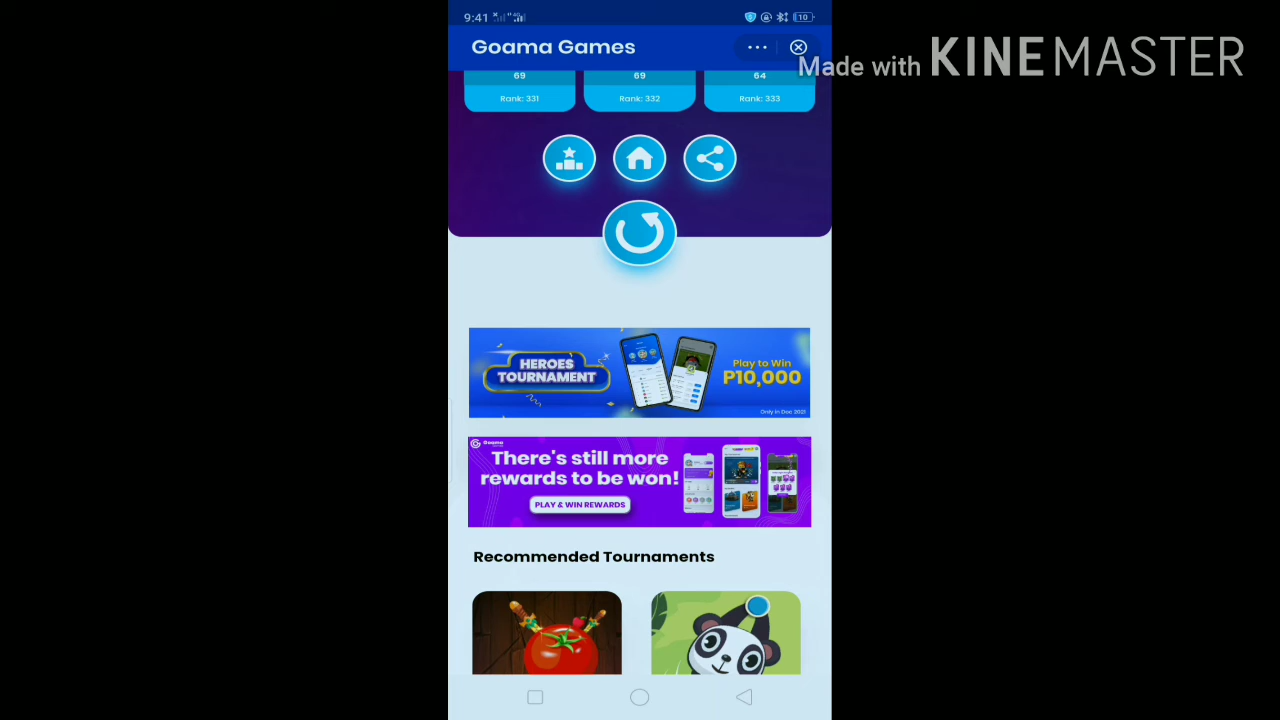 9:41
10
Goama Games
Made with KINEMASTER
69
69
64
Rank: 331
Rank: 332
Rank: 333
HEROES
TOURNAMENT
Play to Win
P10,000
Only in Dec 2021
Goama
There's still more
rewards to be won!
PLAY & WIN REWARDS
Recommended Tournaments